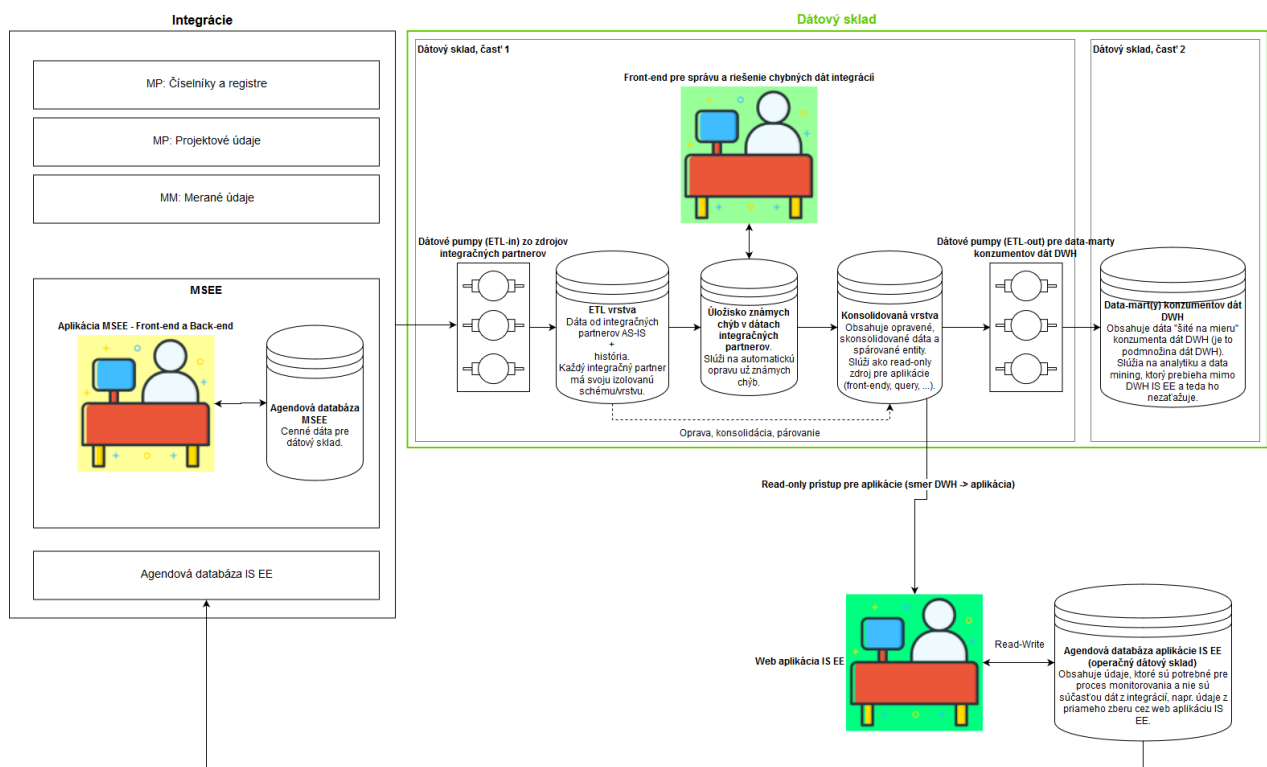 Integrácie
MP: Číselníky a registre
MP: Projektové údaje
MM: Merané údaje
MSEE
Aplikácia MSEE - Front-end a Back-end
Agendová databáza
MSEE
Cenné dáta pre
dátový sklad.
Agendová databáza IS EE
Dátový sklad
Dátový sklad, časť 1
Front-end pre správu a riešenie chybných dát integrácií
Dátové pumpy (ETL-in) zo zdrojov
integračných partnerov
ETL vrstva
Dáta od integračných
partnerov AS-IS
+
história.
Každý integračný partner
má svoju izolovanú
schému/vrstvu.
Úložisko známych
chýb v dátach
integračných
partnerov.
Slúži na automatickú
opravu už známych
chýb.
Konsolidovaná vrstva
Obsahuje opravené,
skonsolidované dáta a
spárované entity.
Slúži ako read-only
zdroj pre aplikácie
(front-endy, query, ...).
Oprava, konsolidácia, párovanie
Dátové pumpy (ETL-out) pre data-marty
konzumentov dát DWH
Dátový sklad, časť 2
Data-mart(y) konzumentov dát
DWH
Obsahuje dáta "šité na mieru"
konzumenta dát DWH (je to
podmnožina dát DWH).
Slúžia na analytiku a data
mining, ktorý prebieha mimo
DWH IS EE a teda ho
nezaťažuje.
Read-only prístup pre aplikácie (smer DWH -> aplikácia)
Web aplikácia IS EE
Read-Write
Agendová databáza aplikácie IS EE
(operačný dátový sklad)
Obsahuje údaje, ktoré sú potrebné pre
proces monitorovania a nie sú
súčasťou dát z integrácií, napr. údaje z
priameho zberu cez web aplikáciu IS
EE.